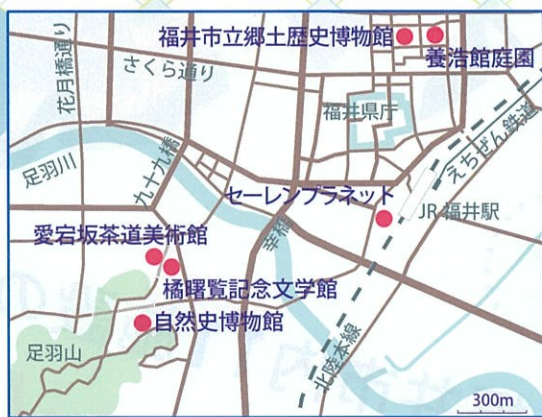 福井市立郷土歴史博物館
養浩館庭園
花月橋通り
さくら通り
福井県庁
えちぜん鉄道
足羽川
九十九橋
セーレンプラネット
JR 福井駅
幸橋
愛宕坂茶道美術館
橘曙覧記念文学館
自然史博物館
足羽山
北陸本線
300m